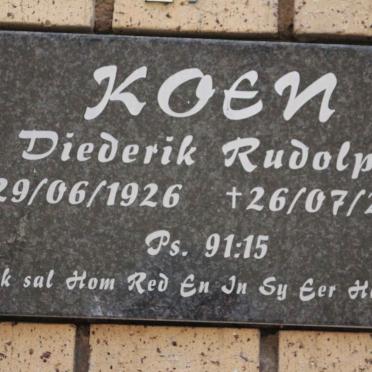 KOEN
Diederik Rudolp
29/06/1926 †26/07/2
Ps. 91:15
k sal Hom Red En In Sy Eer H